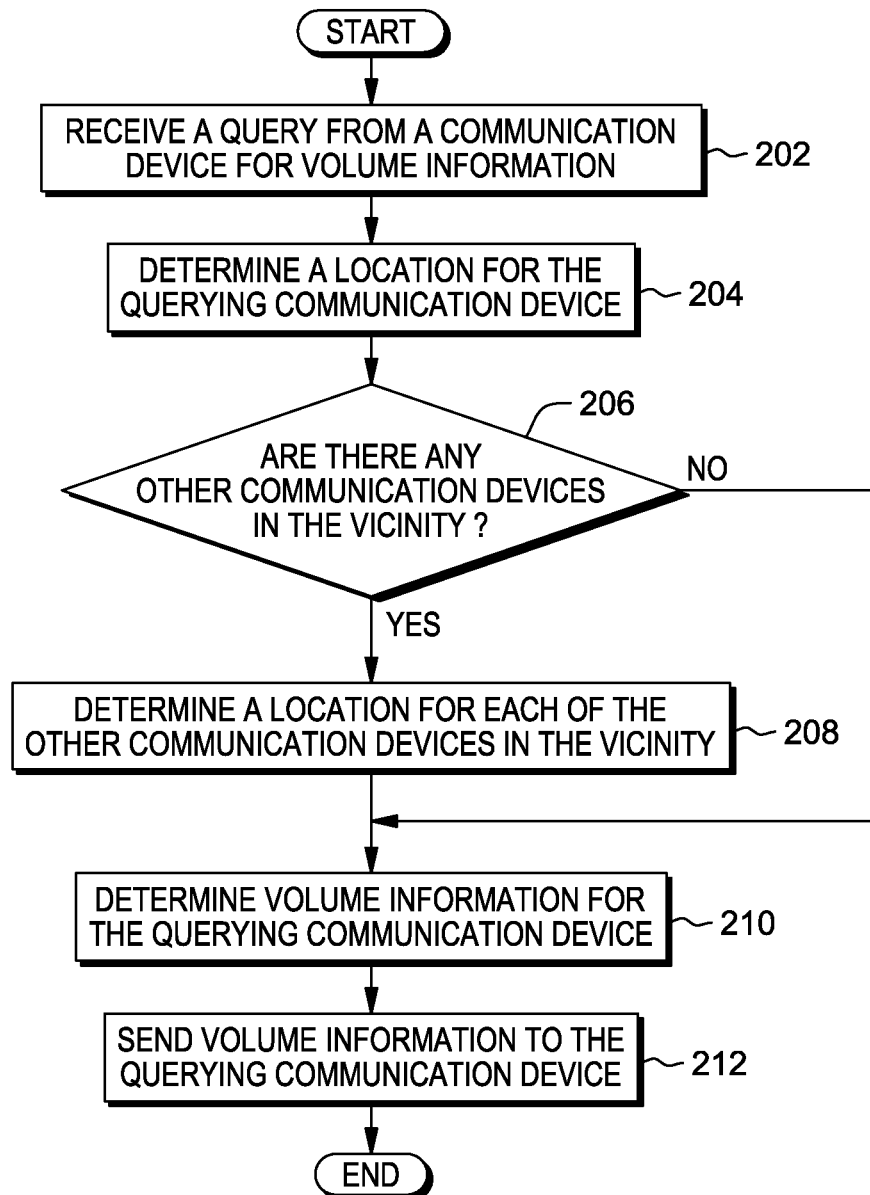 START
RECEIVE A QUERY FROM A COMMUNICATION
DEVICE FOR VOLUME INFORMATION
202
DETERMINE A LOCATION FOR THE
QUERYING COMMUNICATION DEVICE
204
206
ARE THERE ANY
OTHER COMMUNICATION DEVICES
IN THE VICINITY ?
NO
YES
DETERMINE A LOCATION FOR EACH OF THE
OTHER COMMUNICATION DEVICES IN THE VICINITY
208
DETERMINE VOLUME INFORMATION FOR
THE QUERYING COMMUNICATION DEVICE
210
SEND VOLUME INFORMATION TO THE
QUERYING COMMUNICATION DEVICE
212
END